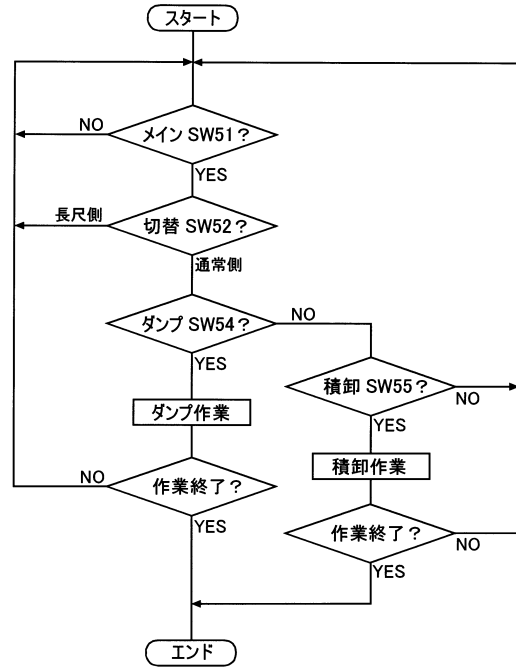 スタート
NO
メイン SW51？
YES
長尺側
切替 SW52？
通常側
ダンプ SW54？
NO
YES
積卸 SW55？
NO
YES
ダンプ作業
積卸作業
NO
作業終了？
YES
作業終了？
NO
YES
エンド